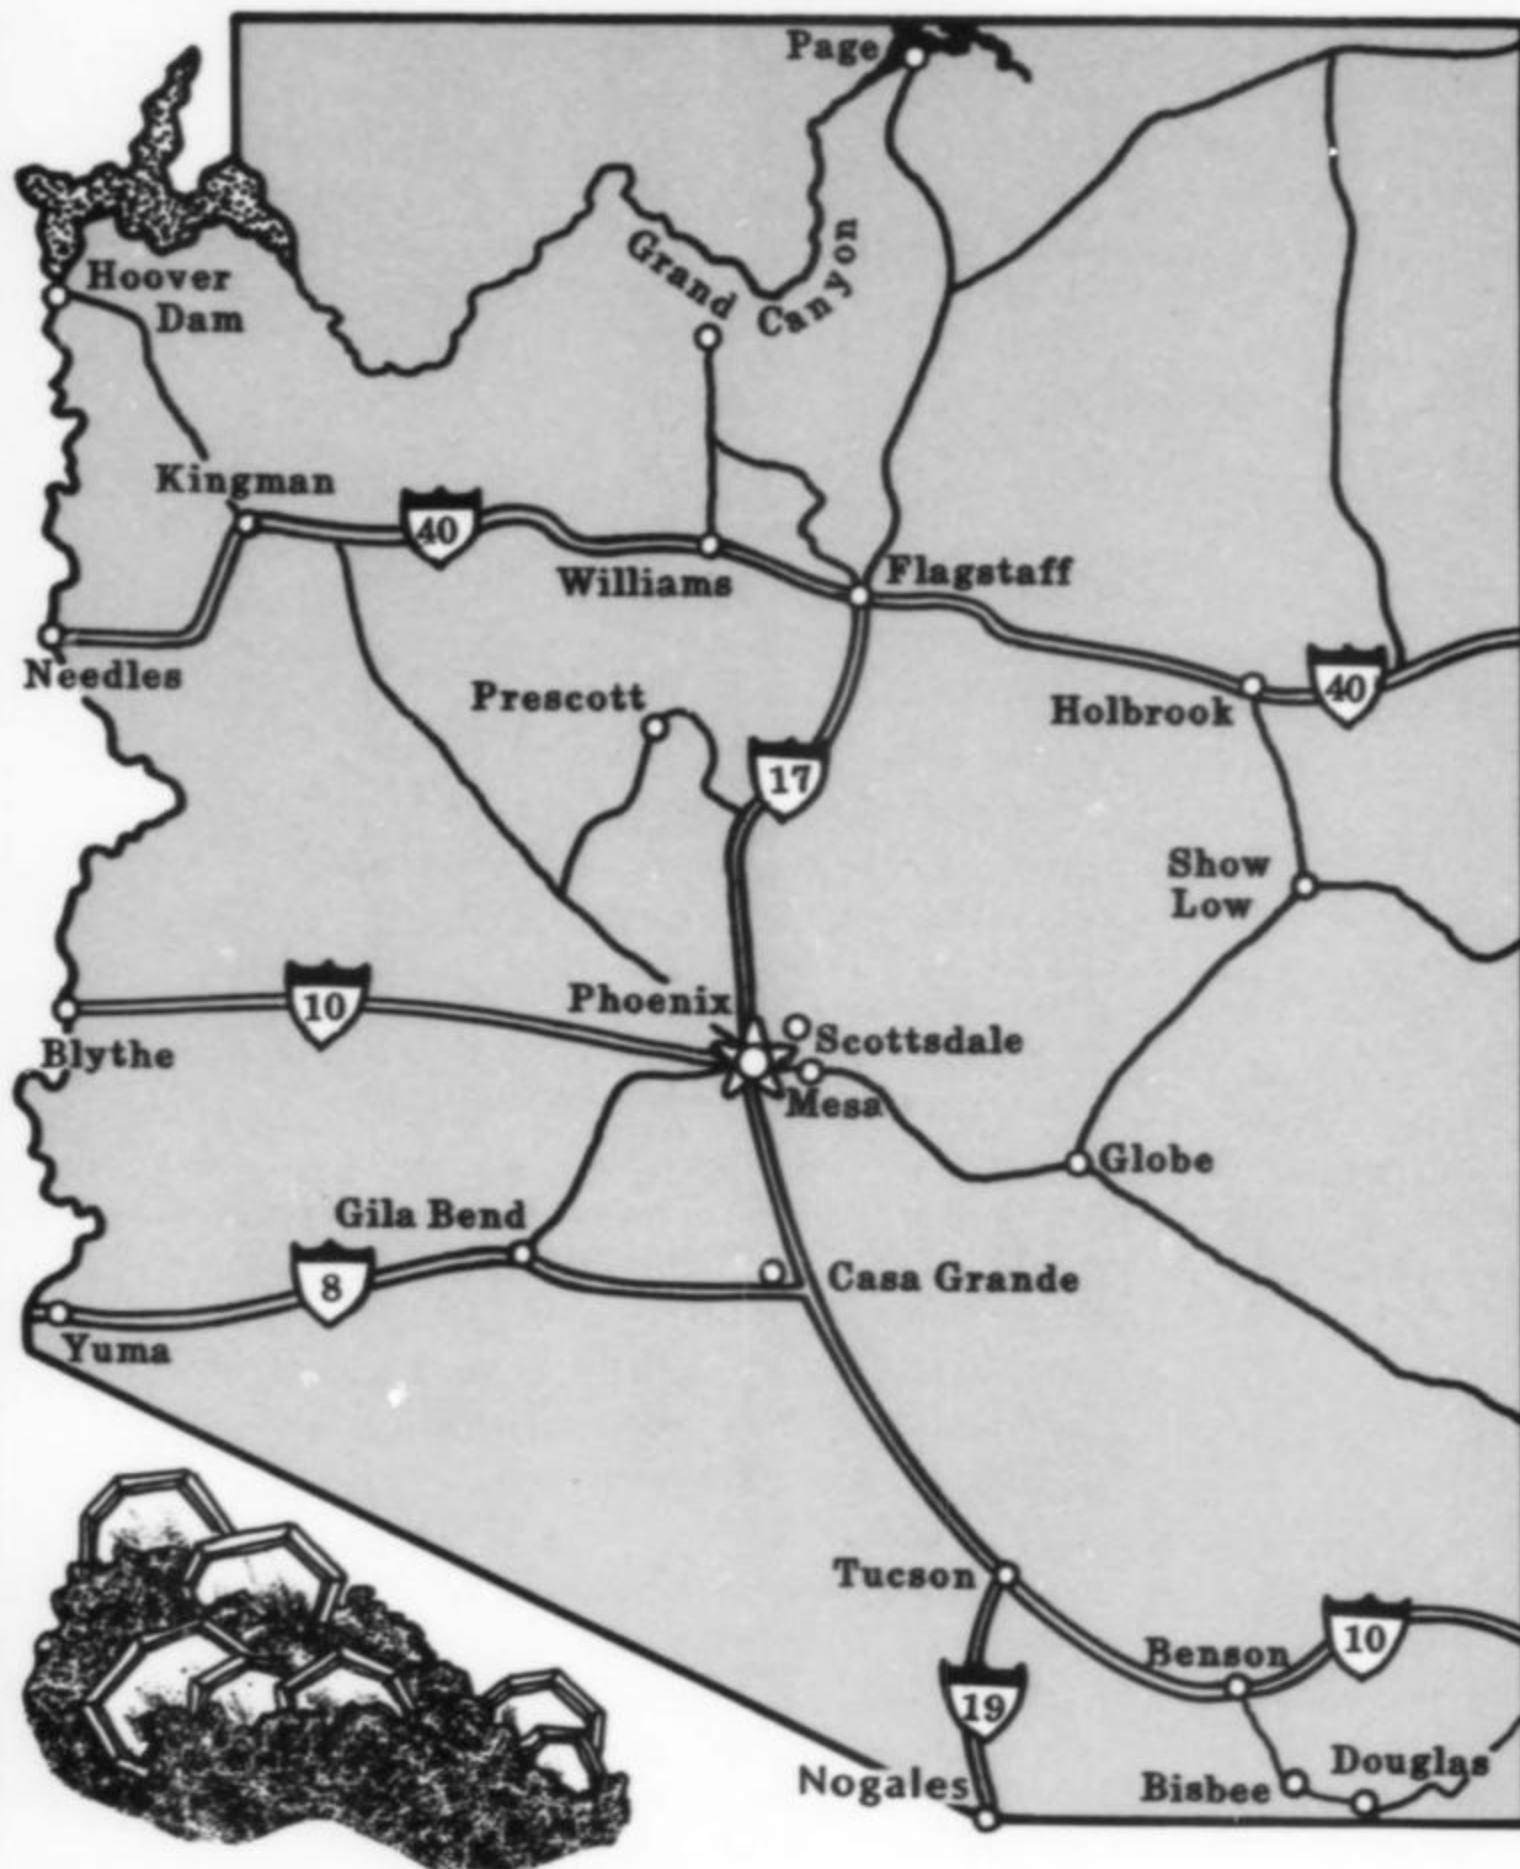 Page
Grand
Canyon
Hoover
Dam
Kingman
40
Williams
Flagstaff
Needles
Prescott
Holbrook
40
17
Show
Low
10
Phoenix
Scottsdale
Blythe
Mesa
Globe
Gila Bend
8
Casa Grande
Yuma
Tucson
Benson
10
19
Nogales
Bisbee
Douglas